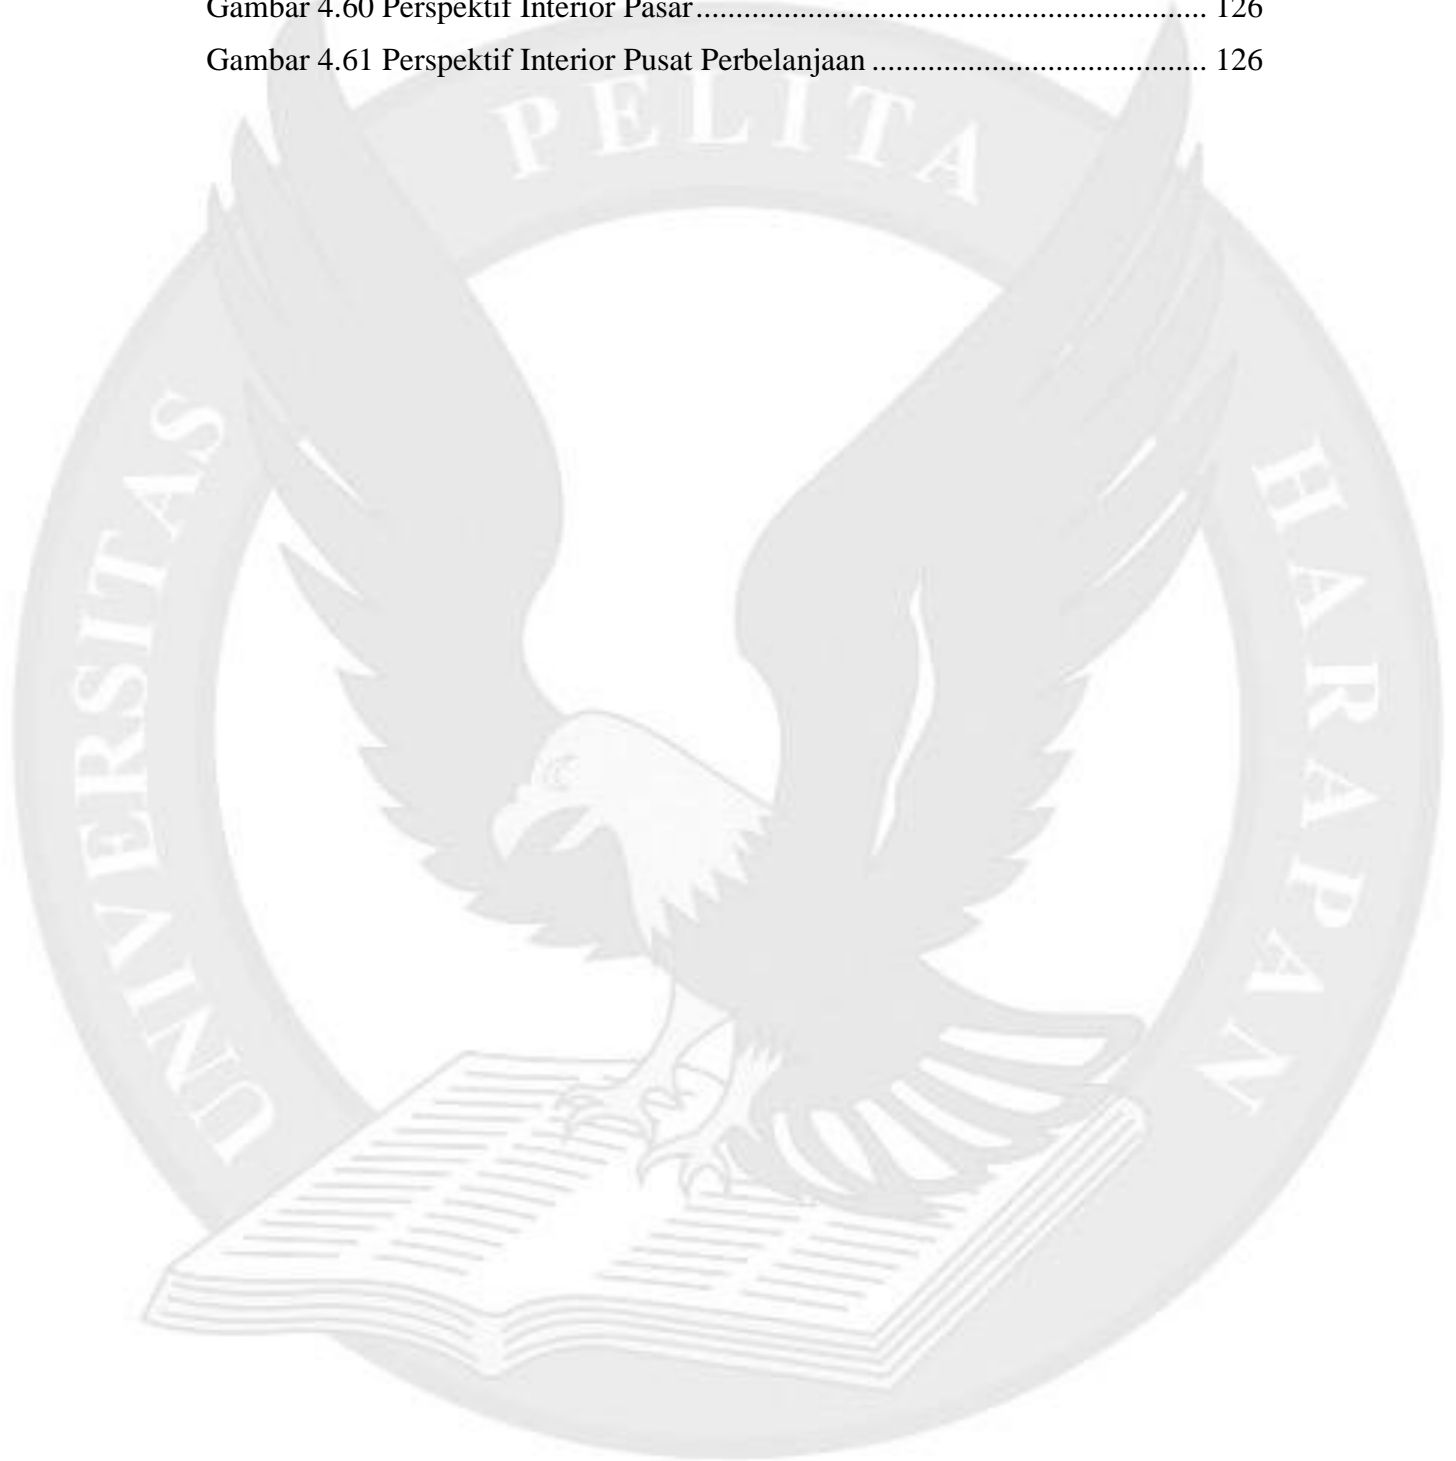 Gambar 4.60 Perspektif Interior Pasar................................................................ 126
Gambar 4.61 Perspektif Interior Pusat Perbelanjaan .......................................... 126
UNIVERSITAS PELITA HARAPAN